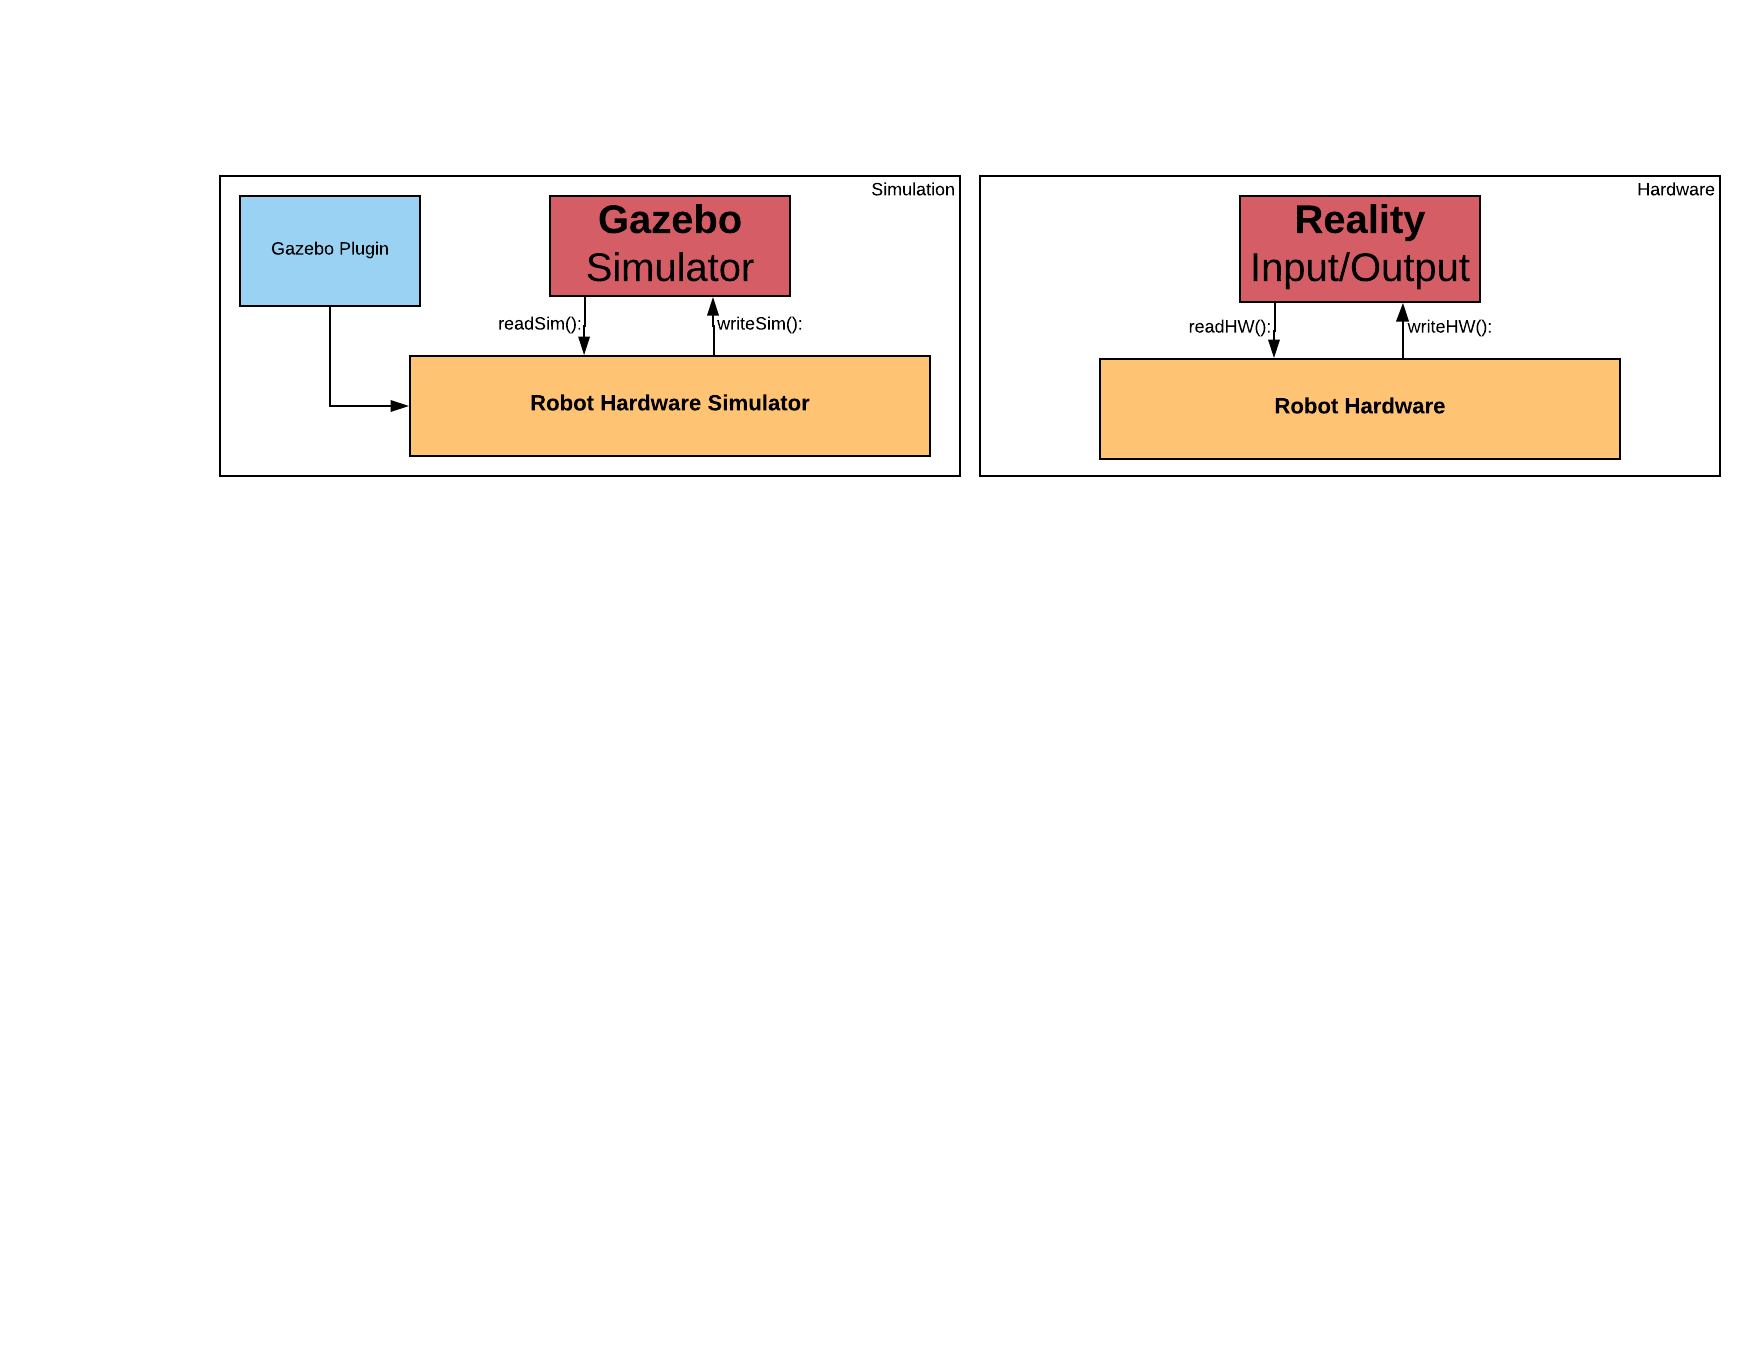 Simulation
Gazebo Plugin
Gazebo
Simulator
readSim():
writeSim():
Robot Hardware Simulator
Hardware
Reality
Input/Output
readHW():
writeHW():
Robot Hardware